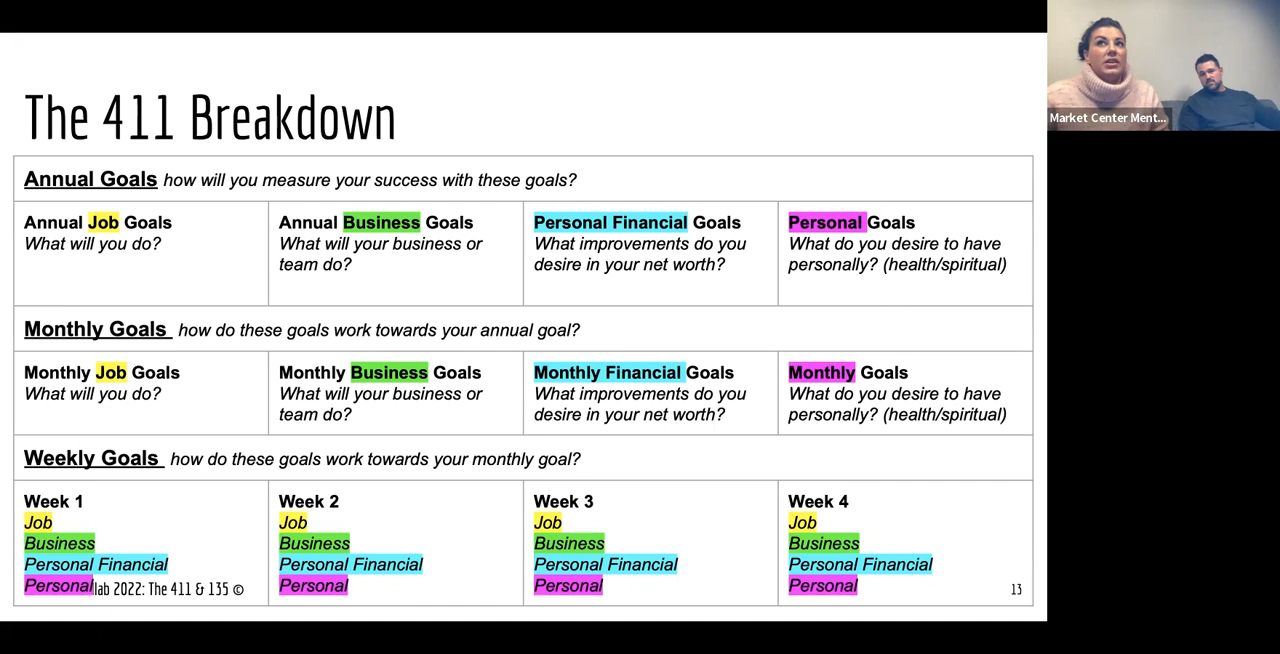 The 411 Breakdown
Market Center Ment...
Annual Goals how will you measure your success with these goals?
Annual Job Goals
What will you do?
Annual Business Goals
What will your business or
team do?
Personal Financial Goals
What improvements do you
desire in your net worth?
Personal Goals
What do you desire to have
personally? (health/spiritual)
Monthly Goals how do these goals work towards your annual goal?
Monthly Job Goals
What will you do?
Monthly Business Goals
What will your business or
team do?
Monthly Financial Goals
What improvements do you
desire in your net worth?
Monthly Goals
What do you desire to have
personally? (health/spiritual)
Weekly Goals how do these goals work towards your monthly goal?
Week 1
Job
Business
Personal Financial
Personal
Week 2
Job
Business
Personal Financial
Personal
Week 3
Job
Business
Personal Financial
Personal
Week 4
Job
Business
Personal Financial
Personal
lab 2022: The 411 & 135 ©
13